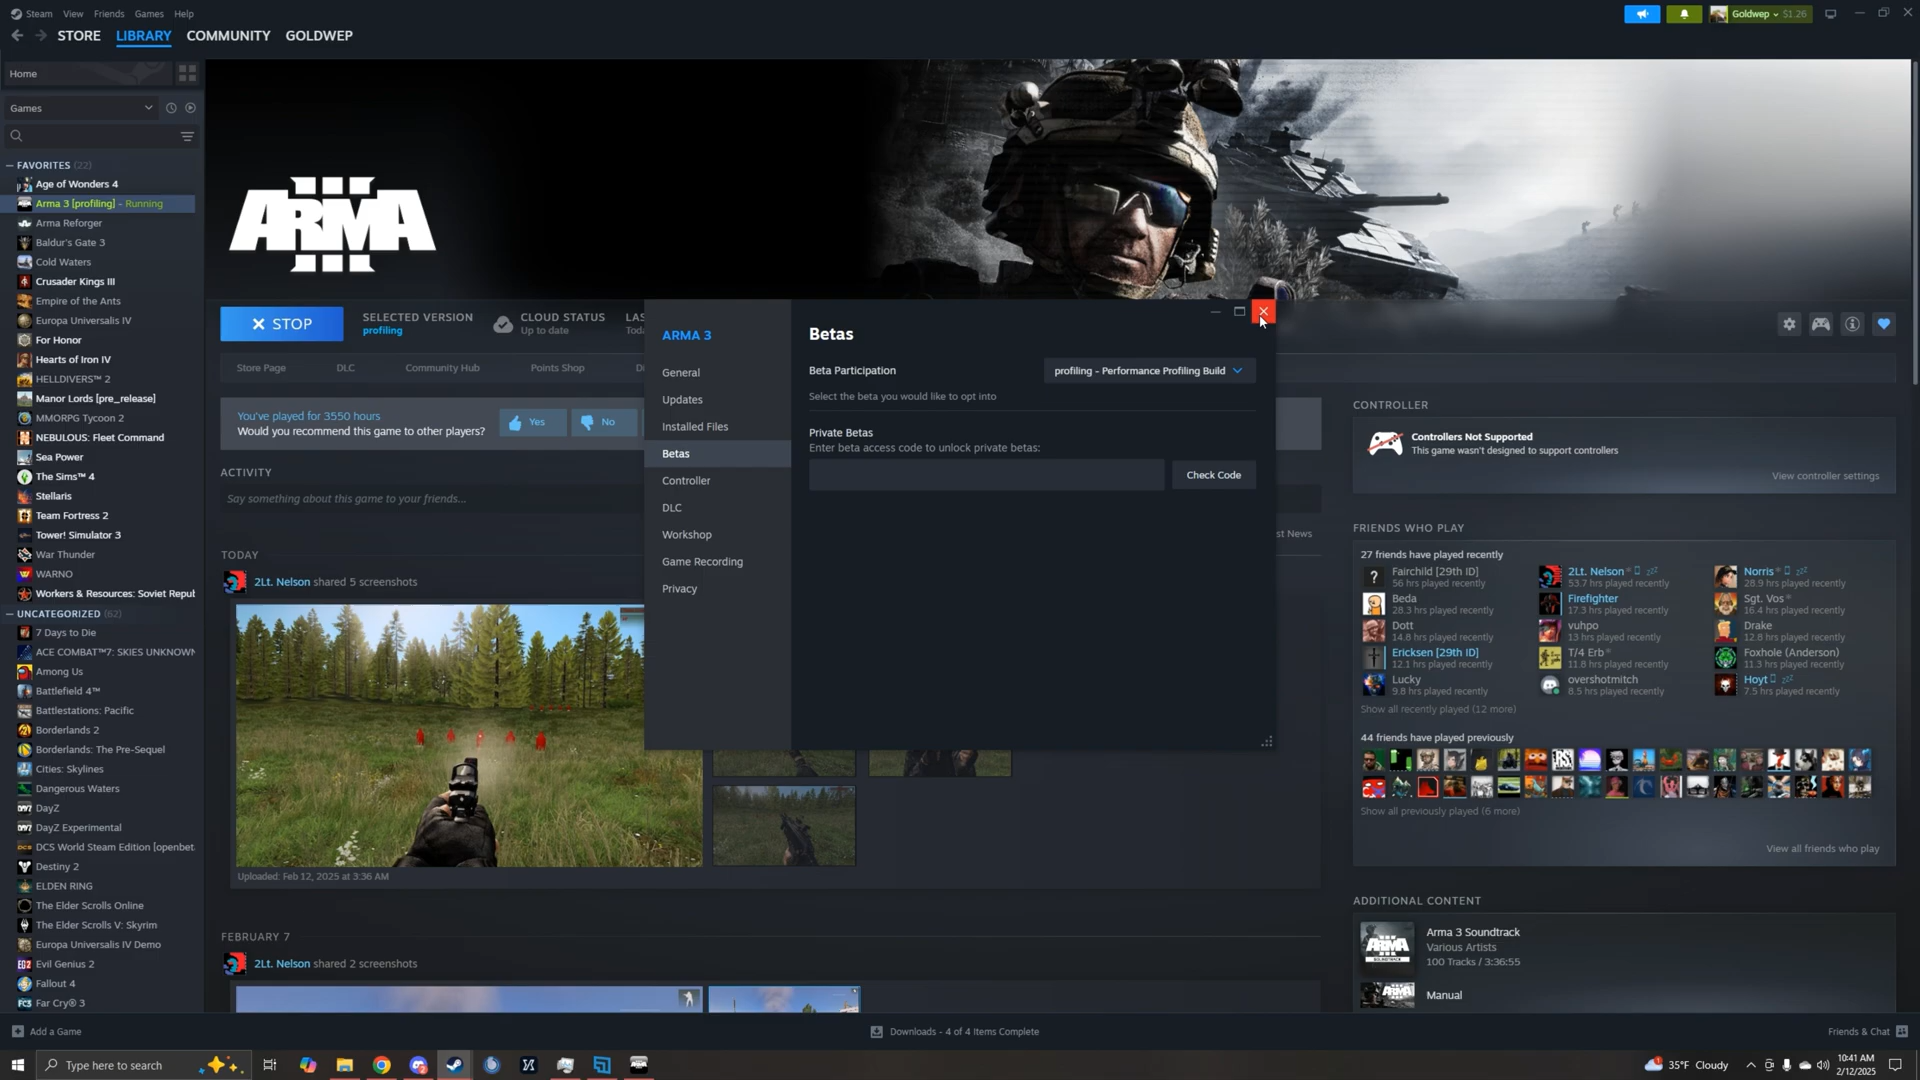 Steam View Friends Games Help
Goldwep $1.26
STORE LIBRARY COMMUNITY GOLDWEP
Home
Games
FAVORITES (22)
Age of Wonders 4
Arma 3 [profiling] - Running
Arma Reforger
Baldur's Gate 3
Cold Waters
Crusader Kings III
Empire of the Ants
Europa Universalis IV
For Honor
Hearts of Iron IV
HELLDIVERS™ 2
Manor Lords [pre_release]
MMORPG Tycoon 2
NEBULOUS: Fleet Command
Sea Power
The Sims™ 4
Stellaris
Team Fortress 2
Tower! Simulator 3
War Thunder
WARNO
Workers & Resources: Soviet Repub
UNCATEGORIZED (62)
7 Days to Die
ACE COMBAT™7: SKIES UNKNOWN
Among Us
Battlefield 4™
Battlestations: Pacific
Borderlands 2
Borderlands: The Pre-Sequel
Cities: Skylines
Dangerous Waters
DayZ
DayZ Experimental
DCS World Steam Edition [openbet
Destiny 2
ELDEN RING
The Elder Scrolls Online
The Elder Scrolls V: Skyrim
Europa Universalis IV Demo
Evil Genius 2
Fallout 4
Far Cry® 3
ARMA III
STOP
SELECTED VERSION
profiling
CLOUD STATUS
Up to date
LAS
Toda
Store Page DLC Community Hub Points Shop Di
You've played for 3550 hours
Would you recommend this game to other players?
Yes No
ACTIVITY
Say something about this game to your friends...
st News
TODAY
2Lt. Nelson shared 5 screenshots
Uploaded: Feb 12, 2025 at 3:36 AM
FEBRUARY 7
2Lt. Nelson shared 2 screenshots
ARMA 3
General
Updates
Installed Files
Betas
Controller
DLC
Workshop
Game Recording
Privacy
Betas
Beta Participation
profiling - Performance Profiling Build
Select the beta you would like to opt into
Private Betas
Enter beta access code to unlock private betas:
Check Code
CONTROLLER
Controllers Not Supported
This game wasn't designed to support controllers
View controller settings
FRIENDS WHO PLAY
27 friends have played recently
Fairchild [29th ID]
56 hrs played recently
2Lt. Nelson
53.7 hrs played recently
Norris
28.9 hrs played recently
Beda
28.3 hrs played recently
Firefighter
17.3 hrs played recently
Sgt. Vos
16.4 hrs played recently
Dott
14.8 hrs played recently
vuhpo
13 hrs played recently
Drake
12.8 hrs played recently
Ericksen [29th ID]
12.1 hrs played recently
T/4 Erb
11.8 hrs played recently
Foxhole (Anderson)
11.3 hrs played recently
Lucky
9.8 hrs played recently
overshotmitch
8.5 hrs played recently
Hoyt
7.5 hrs played recently
Show all recently played (12 more)
44 friends have played previously
Show all previously played (6 more)
View all friends who play
ADDITIONAL CONTENT
Arma 3 Soundtrack
Various Artists
100 Tracks / 3:36:55
Manual
Add a Game
Downloads - 4 of 4 Items Complete
Friends & Chat
Type here to search
35°F Cloudy
10:41 AM
2/12/2025